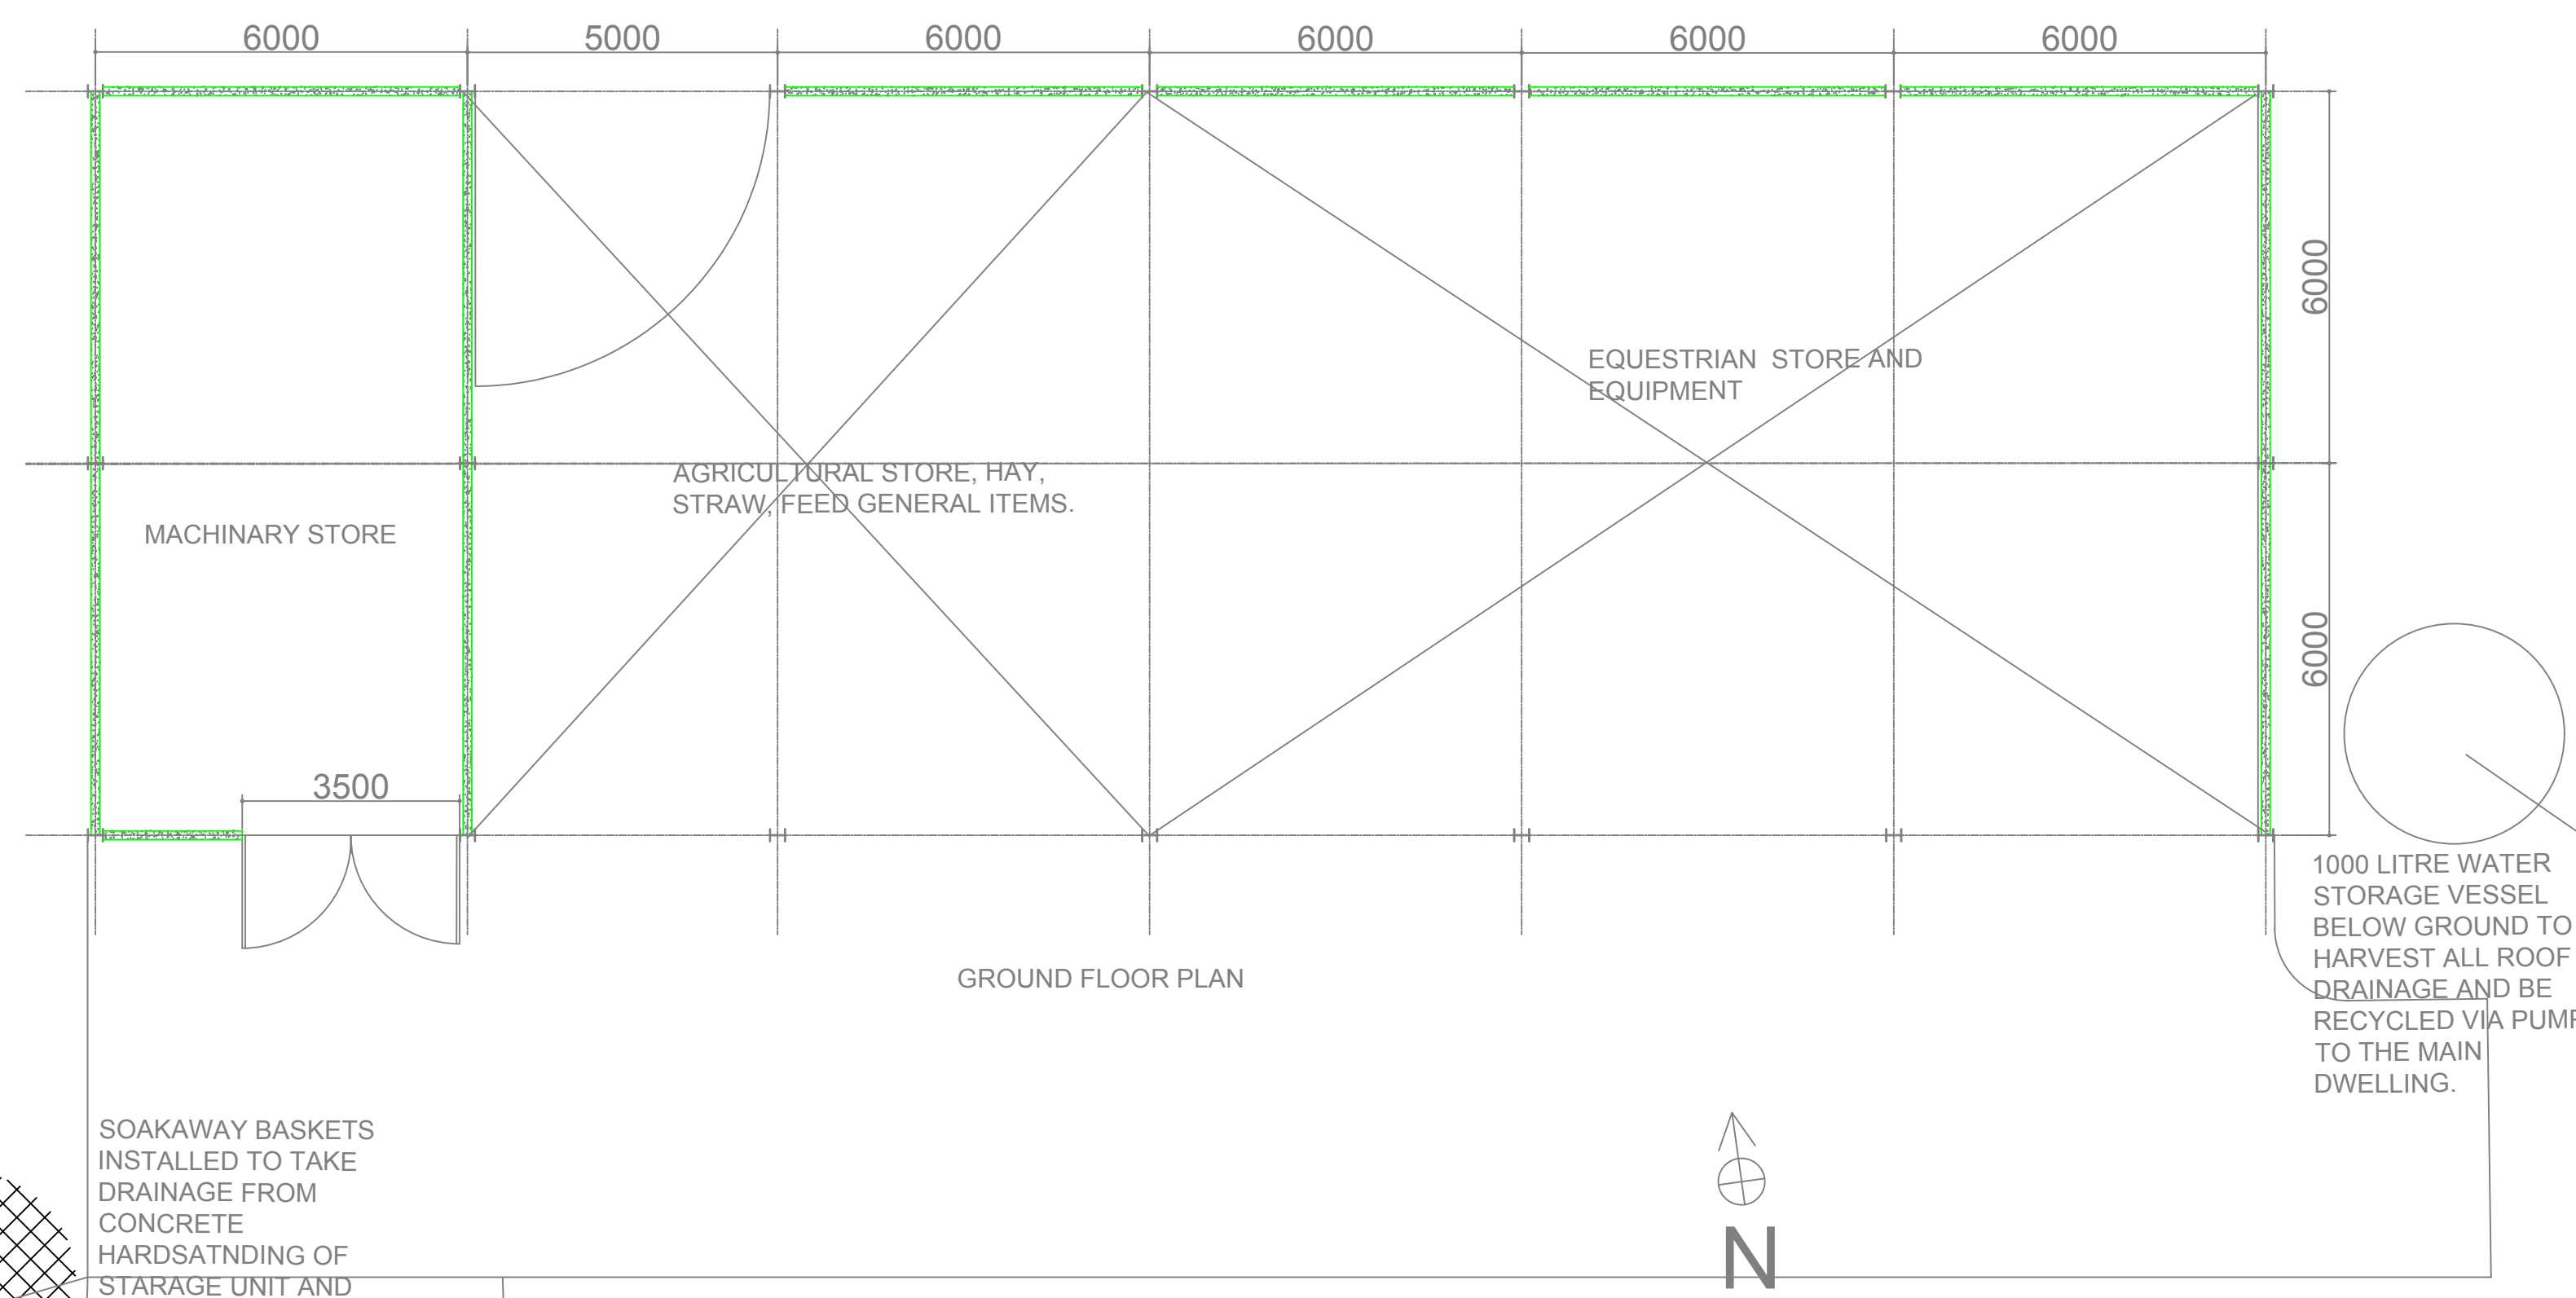 6000 5000 6000 6000 6000 6000
6000
EQUESTRIAN STORE AND
EQUIPMENT
AGRICULTURAL STORE, HAY,
STRAW, FEED GENERAL ITEMS.
MACHINARY STORE
6000
3500
1000 LITRE WATER
STORAGE VESSEL
BELOW GROUND TO
HARVEST ALL ROOF
DRAINAGE AND BE
RECYCLED VIA PUMP
TO THE MAIN
DWELLING.
GROUND FLOOR PLAN
SOAKAWAY BASKETS
INSTALLED TO TAKE
DRAINAGE FROM
CONCRETE
HARDSATNDING OF
STARAGE UNIT AND
N